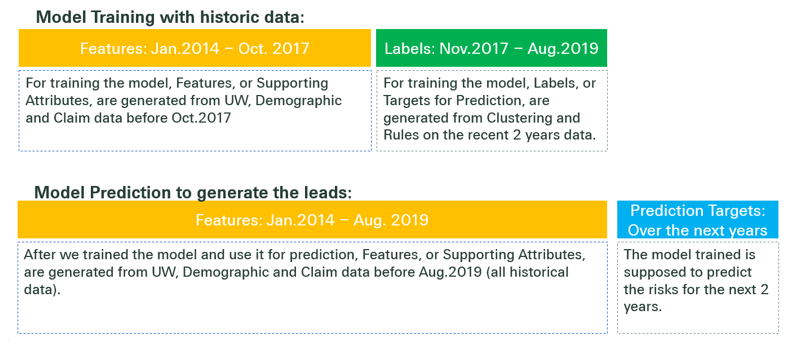 Model Training with historic data:
Features: Jan.2014 – Oct. 2017
Labels: Nov.2017 – Aug.2019
For training the model, Features, or Supporting
Attributes, are generated from UW, Demographic
and Claim data before Oct.2017
For training the model, Labels, or
Targets for Prediction, are
generated from Clustering and
Rules on the recent 2 years data.
Model Prediction to generate the leads:
Features: Jan.2014 – Aug. 2019
Prediction Targets:
Over the next years
After we trained the model and use it for prediction, Features, or Supporting Attributes,
are generated from UW, Demographic and Claim data before Aug.2019 (all historical
data).
The model trained is
supposed to predict
the risks for the next 2
years.